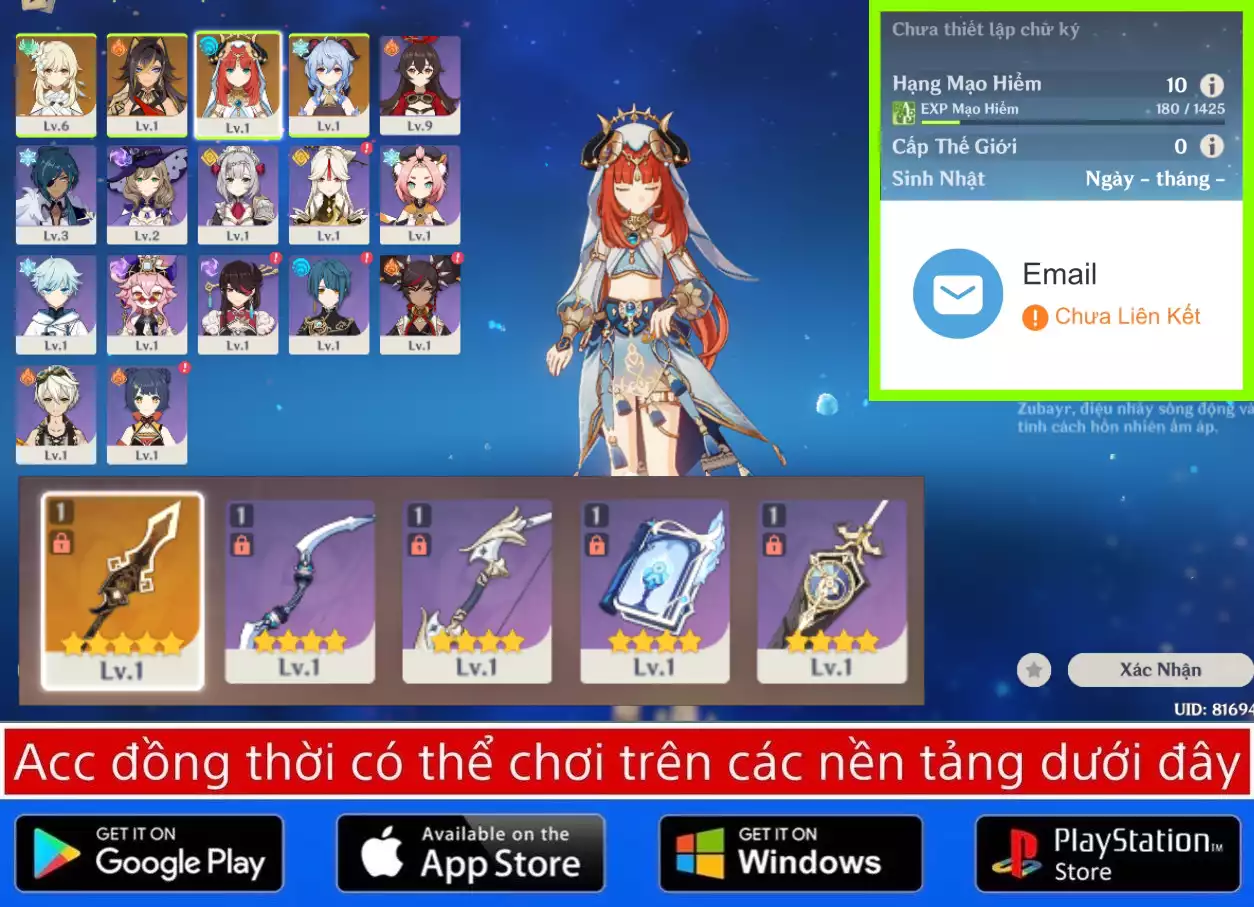 Lv.6
Lv.1
Lv.1
Lv.1
Lv.9
Lv.3
Lv.2
Lv.1
Lv.1
Lv.1
Lv.1
Lv.1
Lv.1
Lv.1
Lv.1
Lv.1
Lv.1
Chưa thiết lập chữ ký
Hạng Mạo Hiểm 10
EXP Mạo Hiểm 180 / 1425
Cấp Thế Giới 0
Sinh Nhật Ngày - tháng -
Email
Chưa Liên Kết
Zubayr, điệu nhảy sống động và
tính cách hồn nhiên ấm áp.
1
1
1
1
1
Lv.1
Lv.1
Lv.1
Lv.1
Lv.1
Xác Nhận
UID: 81694
Acc đồng thời có thể chơi trên các nền tảng dưới đây
GET IT ON
Google Play
Available on the
App Store
GET IT ON
Windows
PlayStation™
Store